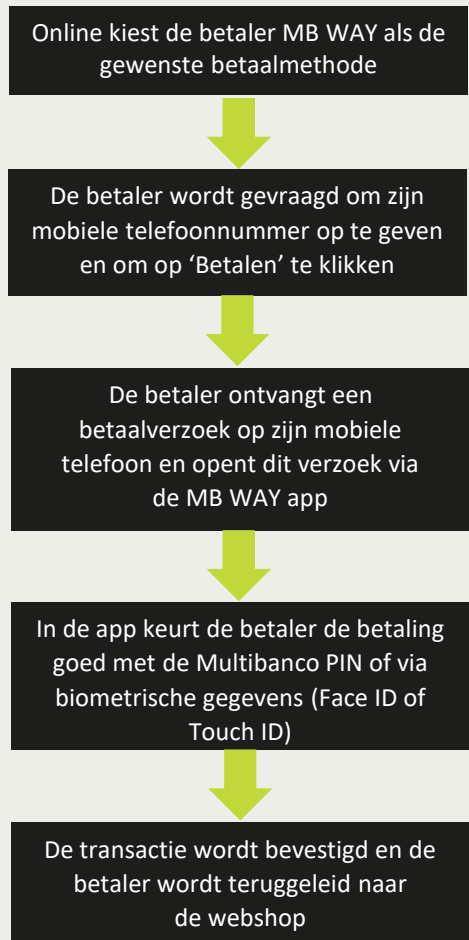 Online kiest de betaler MB WAY als de
gewenste betaalmethode
De betaler wordt gevraagd om zijn
mobiele telefoonnummer op te geven
en om op ‘Betalen’ te klikken
De betaler ontvangt een
betaalverzoek op zijn mobiele
telefoon en opent dit verzoek via
de MB WAY app
In de app keurt de betaler de betaling
goed met de Multibanco PIN of via
biometrische gegevens (Face ID of
Touch ID)
De transactie wordt bevestigd en de
betaler wordt teruggeleid naar
de webshop